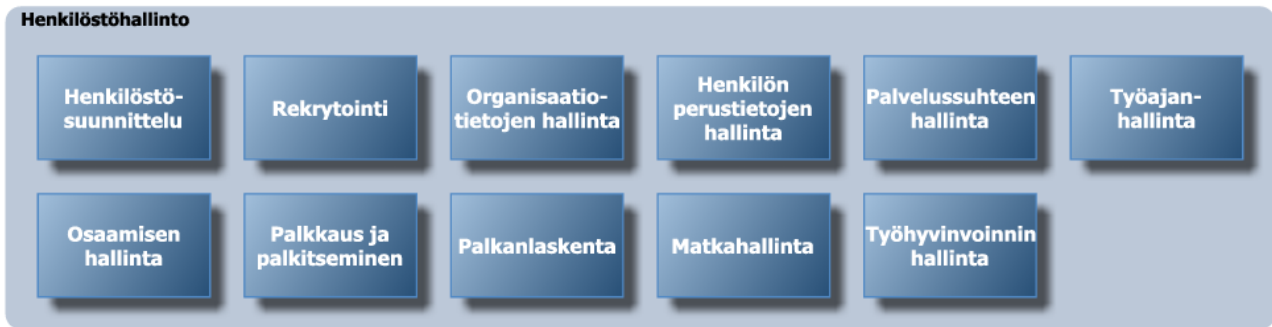 Henkilöstöhallinto
Henkilöstö-
suunnittelu
Rekrytointi
Organisaatio-
tietojen hallinta
Henkilön
perustietojen
hallinta
Palvelussuhteen
hallinta
Työajan-
hallinta
Osaamisen
hallinta
Palkkaus ja
palkitseminen
Palkanlaskenta
Matkahallinta
Työhyvinvoinnin
hallinta